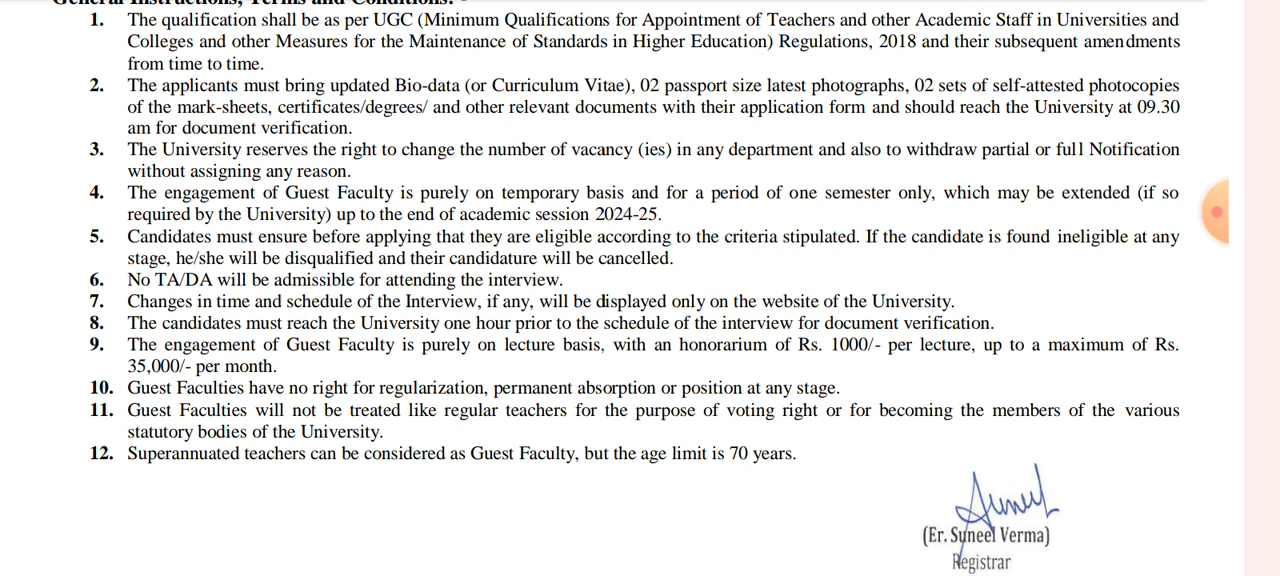 General Instructions, Terms and Conditions: -
1. The qualification shall be as per UGC (Minimum Qualifications for Appointment of Teachers and other Academic Staff in Universities and
Colleges and other Measures for the Maintenance of Standards in Higher Education) Regulations, 2018 and their subsequent amendments
from time to time.
2. The applicants must bring updated Bio-data (or Curriculum Vitae), 02 passport size latest photographs, 02 sets of self-attested photocopies
of the mark-sheets, certificates/degrees/ and other relevant documents with their application form and should reach the University at 09.30
am for document verification.
3. The University reserves the right to change the number of vacancy (ies) in any department and also to withdraw partial or full Notification
without assigning any reason.
4. The engagement of Guest Faculty is purely on temporary basis and for a period of one semester only, which may be extended (if so
required by the University) up to the end of academic session 2024-25.
5. Candidates must ensure before applying that they are eligible according to the criteria stipulated. If the candidate is found ineligible at any
stage, he/she will be disqualified and their candidature will be cancelled.
6. No TA/DA will be admissible for attending the interview.
7. Changes in time and schedule of the Interview, if any, will be displayed only on the website of the University.
8. The candidates must reach the University one hour prior to the schedule of the interview for document verification.
9. The engagement of Guest Faculty is purely on lecture basis, with an honorarium of Rs. 1000/- per lecture, up to a maximum of Rs.
35,000/- per month.
10. Guest Faculties have no right for regularization, permanent absorption or position at any stage.
11. Guest Faculties will not be treated like regular teachers for the purpose of voting right or for becoming the members of the various
statutory bodies of the University.
12. Superannuated teachers can be considered as Guest Faculty, but the age limit is 70 years.
(Er. Suneel Verma)
Registrar